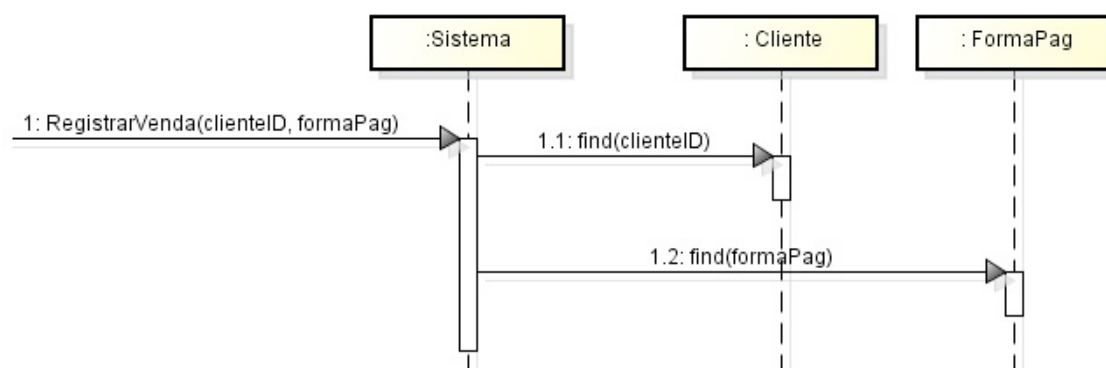 :Sistema
: Cliente
: FormaPag
1: RegistrarVenda(clienteID, formaPag)
1.1: find(clienteID)
1.2: find(formaPag)